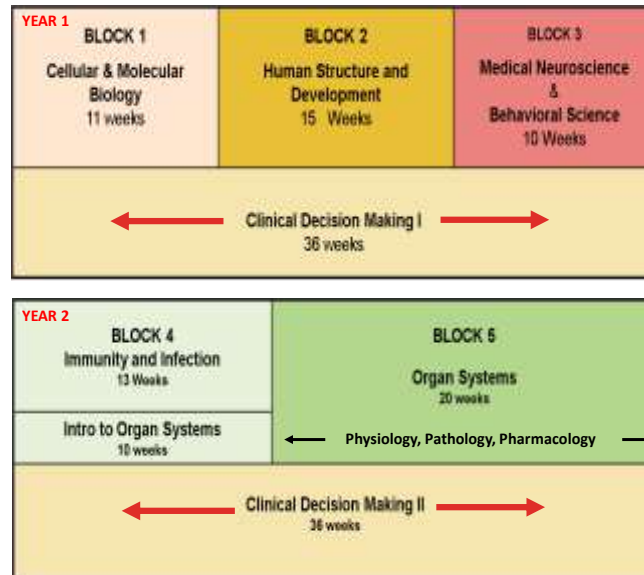 YEAR 1
BLOCK 1
Cellular & Molecular
Biology
11 weeks
BLOCK 2
Human Structure and
Development
15 Weeks
BLOCK 3
Medical Neuroscience
&
Behavioral Science
10 Weeks
Clinical Decision Making I
36 weeks
YEAR 2
BLOCK 4
Immunity and Infection
13 Weeks
Intro to Organ Systems
10 weeks
BLOCK 5
Organ Systems
20 weeks
Physiology, Pathology, Pharmacology
Clinical Decision Making II
36 weeks